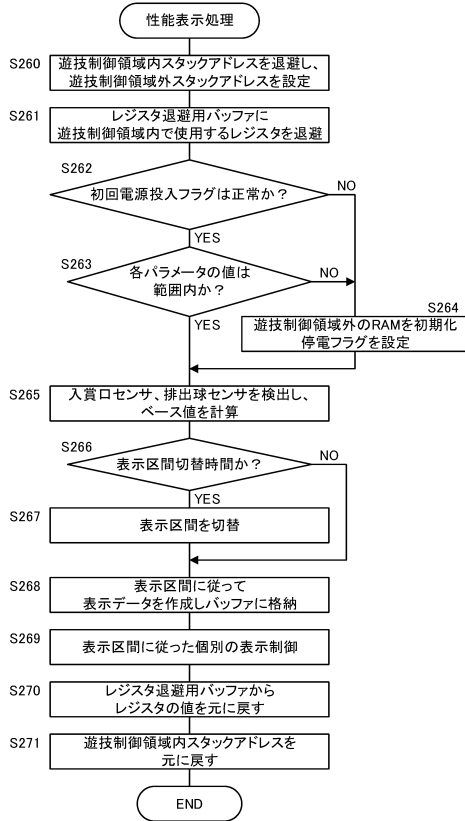 性能表示処理
S260
遊技制御領域内スタックアドレスを退避し、
遊技制御領域外スタックアドレスを設定
S261
レジスタ退避用バッファに
遊技制御領域内で使用するレジスタを退避
S262
初回電源投入フラグは正常か?
NO
YES
S263
各パラメータの値は
範囲内か?
NO
YES
S264
遊技制御領域外のRAMを初期化
停電フラグを設定
S265
入賞口センサ、排出球センサを検出し、
ベース値を計算
S266
表示区間切替時間か?
NO
YES
S267
表示区間を切替
S268
表示区間に従って
表示データを作成しバッファに格納
S269
表示区間に従った個別の表示制御
S270
レジスタ退避用バッファから
レジスタの値を元に戻す
S271
遊技制御領域内スタックアドレスを
元に戻す
END